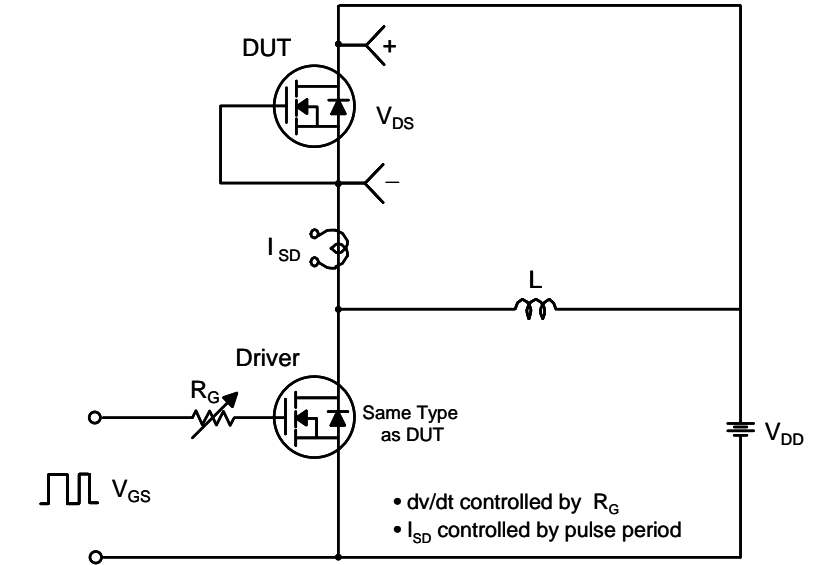 DUT
+
V_DS
–
I_SD
L
Driver
R_G
Same Type
as DUT
V_DD
V_GS
• dv/dt controlled by R_G
• I_SD controlled by pulse period